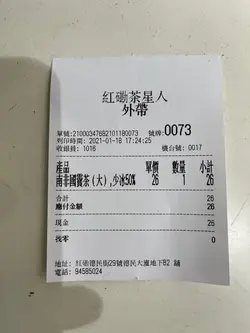 紅磡茶星人
外帶
單號:2100034768210118007３ 號碼:0073
列印時間: 2021-01-18 17:24:25
收銀員: 1016 機台號: 0017
產品 單價 數量 小計
南非國寶茶(大),少冰50% 26 1 26
合計 26
應付金額 26
現金 26
找零 0
地址: 紅磡德民街29號德民大廈地下B2 舖
電話: 94585024